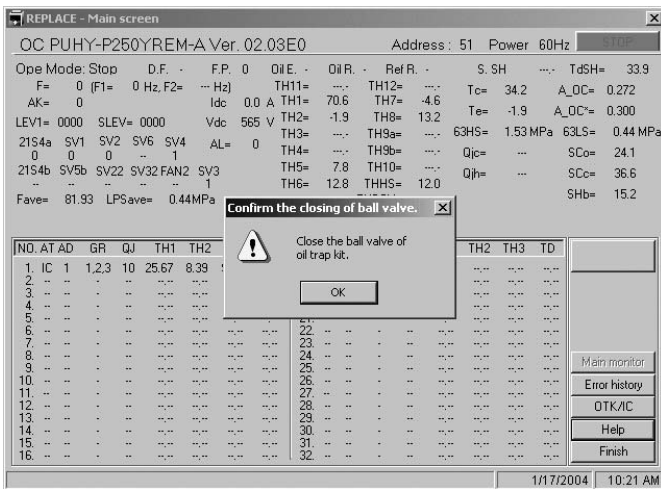 REPLACE - Main screen
OC PUHY-P250YREM-A Ver. 02.03E0 Address: 51 Power 60Hz STOP
Ope Mode: Stop D.F. - F.P. 0 Oil E. - Oil R. - Ref R. - S. SH ---.- TdSH= 33.9
F= 0 (F1= 0 Hz, F2= --- Hz) TH11= ---.- TH12= ---.- Tc= 34.2 A_OC= 0.272
AK= 0 Idc 0.0 A TH1= 70.6 TH7= -4.6 Te= -1.9 A_OC*= 0.300
LEV1= 0000 SLEV= 0000 Vdc 565 V TH2= -1.9 TH8= 13.2 63HS= 1.53 MPa 63LS= 0.44 MPa
21S4a SV1 SV2 SV6 SV4 AL= 0 TH3= ---.- TH9a= ---.-
0 0 0 -- 1 TH4= ---.- TH9b= ---.- Qjc= --- SCo= 24.1
21S4b SV5b SV22 SV32 FAN2 SV3 TH5= 7.8 TH10= ---.- Qjh= --- SCc= 36.6
-- -- -- -- -- 1 TH6= 12.8 THHS= 12.0
Fave= 81.93 LPSave= 0.44MPa SHb= 15.2
Confirm the closing of ball valve.
Close the ball valve of
oil trap kit.
OK
NO. AT AD GR QJ TH1 TH2 TH2 TH3 TD
1. IC 1 1,2,3 10 25.67 8.39 --.-- --.-- --.--
2. -- -- - -- --.-- --.-- --.-- --.-- --.--
3. -- -- - -- --.-- --.-- --.-- --.-- --.--
4. -- -- - -- --.-- --.-- --.-- --.-- --.--
5. -- -- - -- --.-- --.-- --.-- --.-- --.--
6. -- -- - -- --.-- --.-- --.-- --.-- 22. -- -- - -- --.-- --.-- --.-- --.--
7. -- -- - -- --.-- --.-- --.-- --.-- 23. -- -- - -- --.-- --.-- --.-- --.--
8. -- -- - -- --.-- --.-- --.-- --.-- 24. -- -- - -- --.-- --.-- --.-- --.--
9. -- -- - -- --.-- --.-- --.-- --.-- 25. -- -- - -- --.-- --.-- --.-- --.--
10. -- -- - -- --.-- --.-- --.-- --.-- 26. -- -- - -- --.-- --.-- --.-- --.--
11. -- -- - -- --.-- --.-- --.-- --.-- 27. -- -- - -- --.-- --.-- --.-- --.--
12. -- -- - -- --.-- --.-- --.-- --.-- 28. -- -- - -- --.-- --.-- --.-- --.--
13. -- -- - -- --.-- --.-- --.-- --.-- 29. -- -- - -- --.-- --.-- --.-- --.--
14. -- -- - -- --.-- --.-- --.-- --.-- 30. -- -- - -- --.-- --.-- --.-- --.--
15. -- -- - -- --.-- --.-- --.-- --.-- 31. -- -- - -- --.-- --.-- --.-- --.--
16. -- -- - -- --.-- --.-- --.-- --.-- 32. -- -- - -- --.-- --.-- --.-- --.--
Main monitor
Error history
OTK/IC
Help
Finish
1/17/2004 10:21 AM